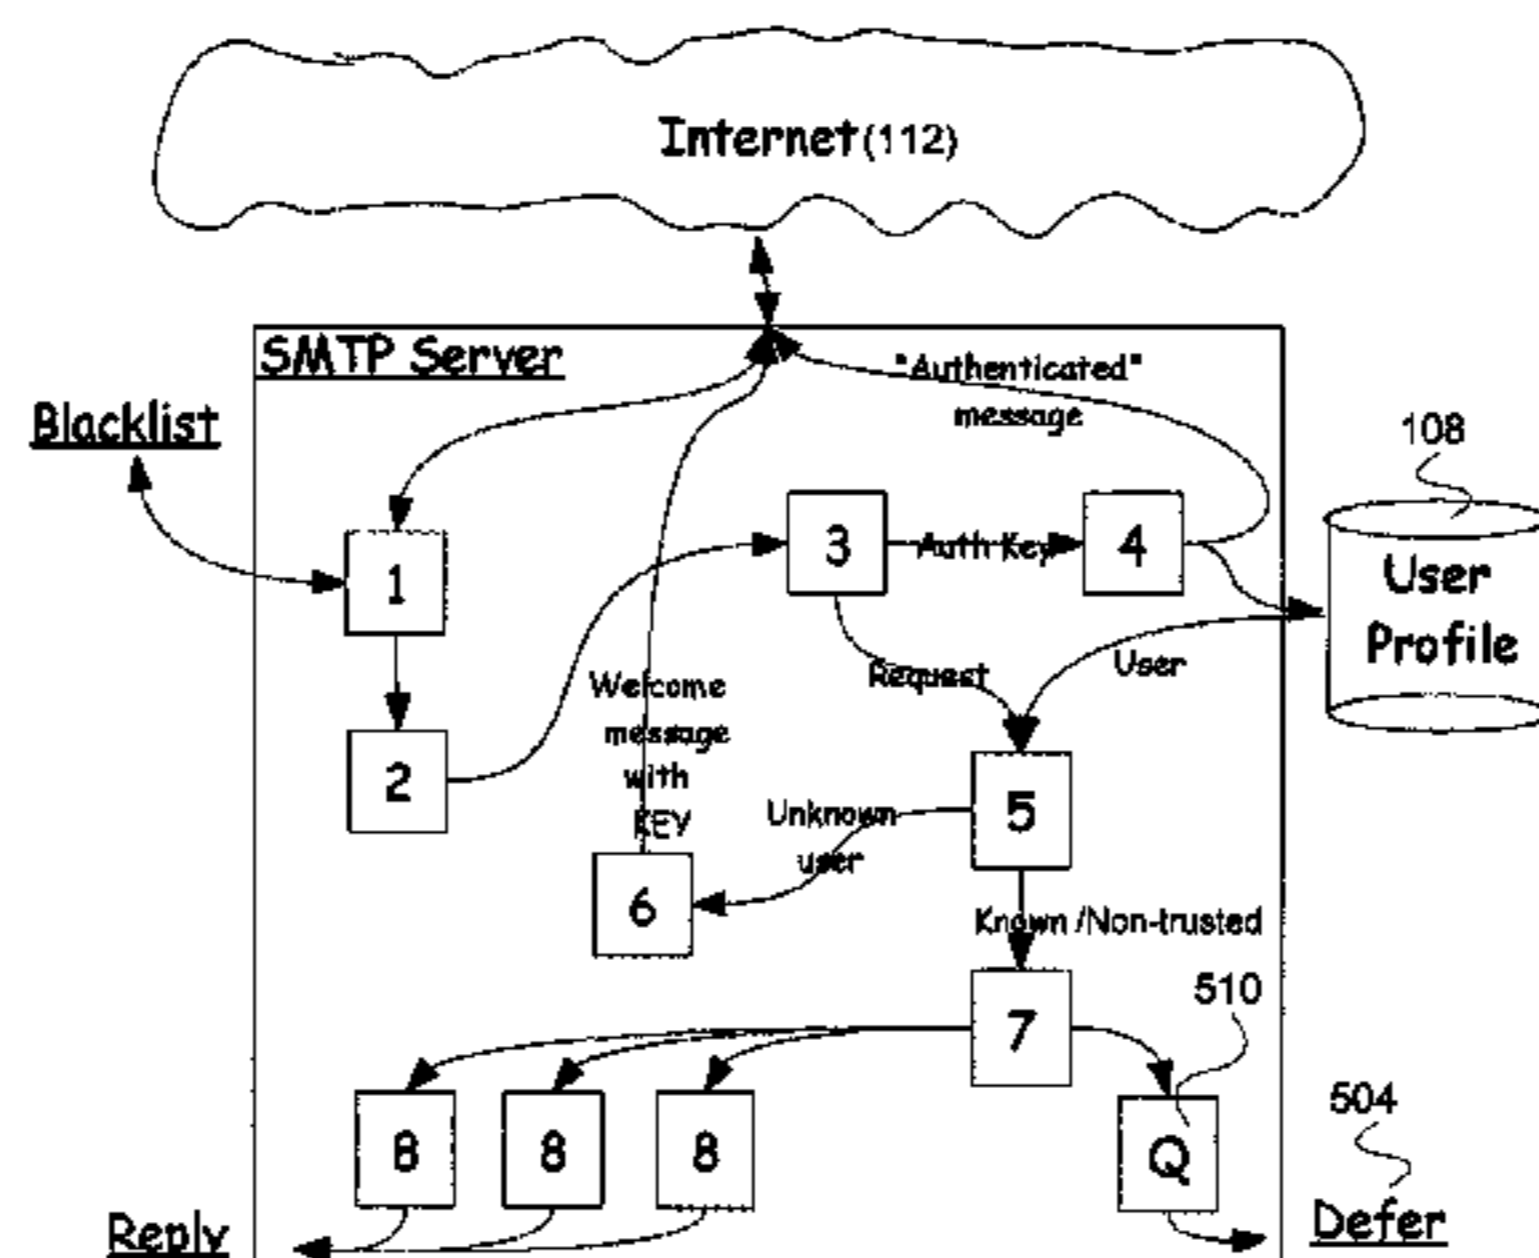 Internet(112)
SMTP Server
"Authenticated"
message
Blacklist
108
3
Auth Key
4
User
Profile
1
Request
User
Welcome
message
with
KEY
2
Unknown
user
5
6
Known /Non-trusted
510
7
504
8
8
8
Q
Reply
Defer